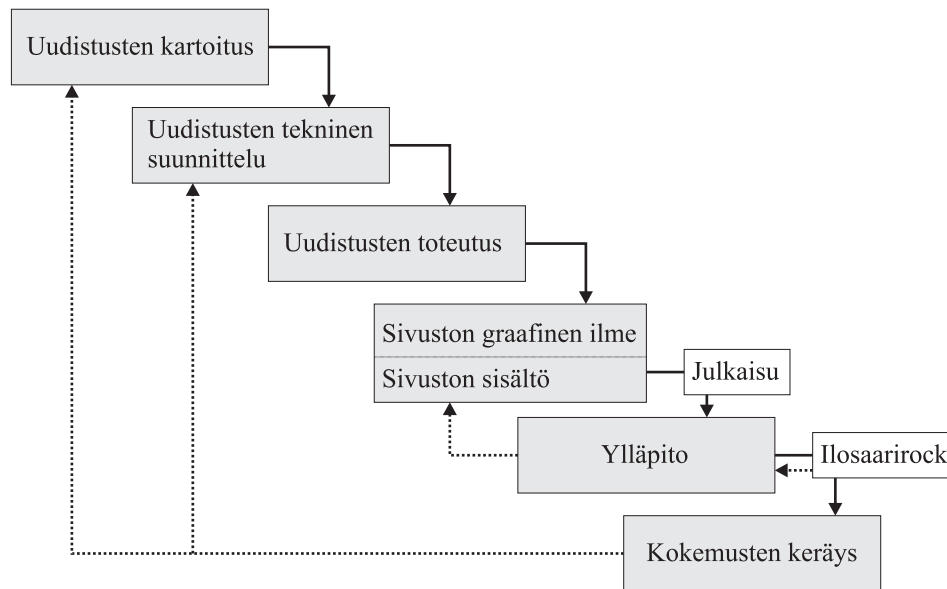 Uudistusten kartoitus
Uudistusten tekninen
suunnittelu
Uudistusten toteutus
Sivuston graafinen ilme
Sivuston sisältö
Julkaisu
Ylläpito
Ilosaarirock
Kokemusten keräys